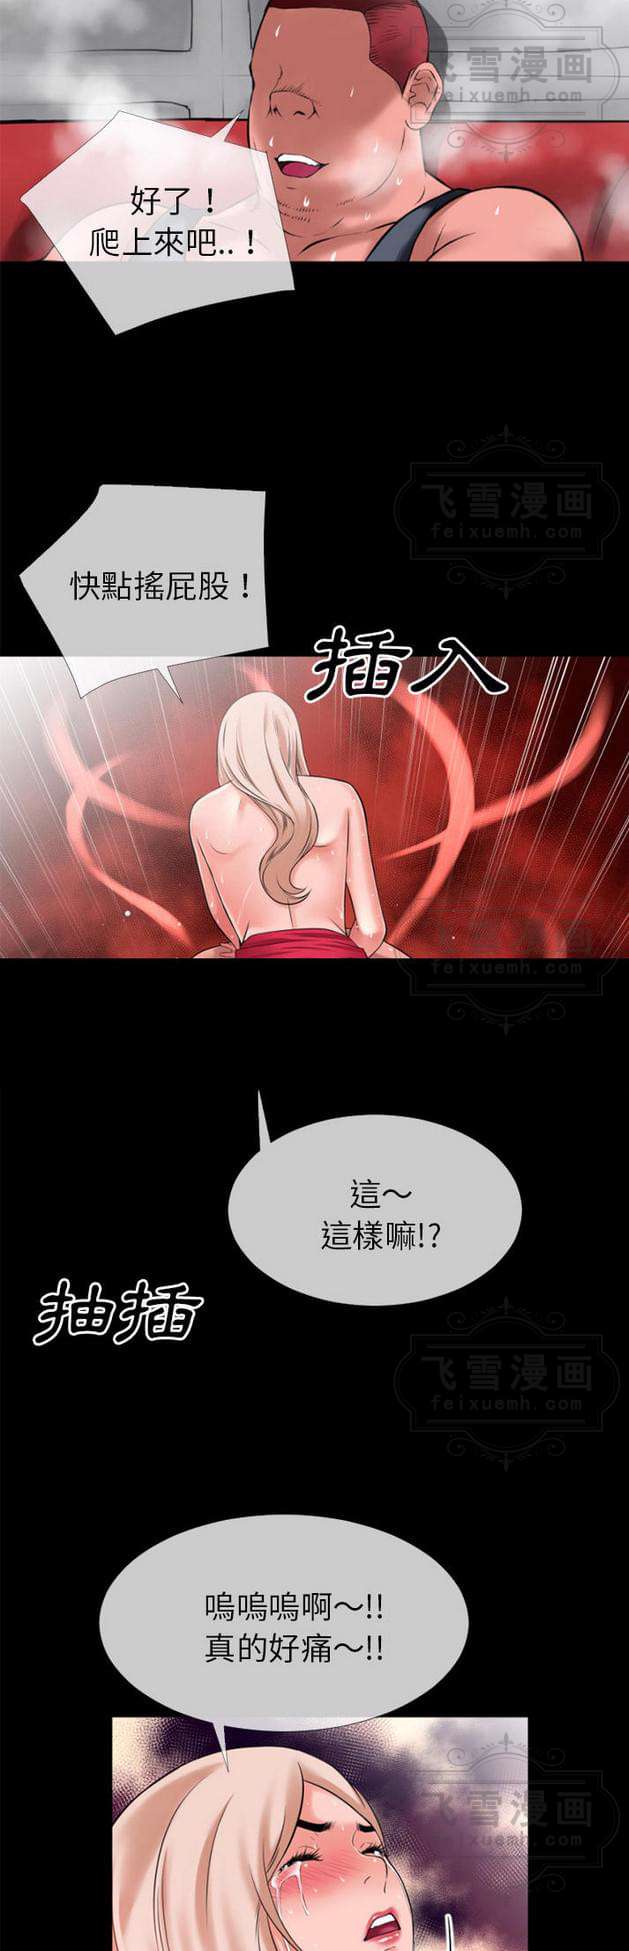 飞雪漫画
feixuemh.com
好了！
爬上來吧..！
飞雪漫画
feixuemh.com
快點搖屁股！
插入
飞雪漫画
feixuemh.com
這～
這樣嘛!?
抽插
飞雪漫画
feixuemh.com
嗚嗚嗚啊～!!
真的好痛～!!
飞雪漫画
feixuemh.com